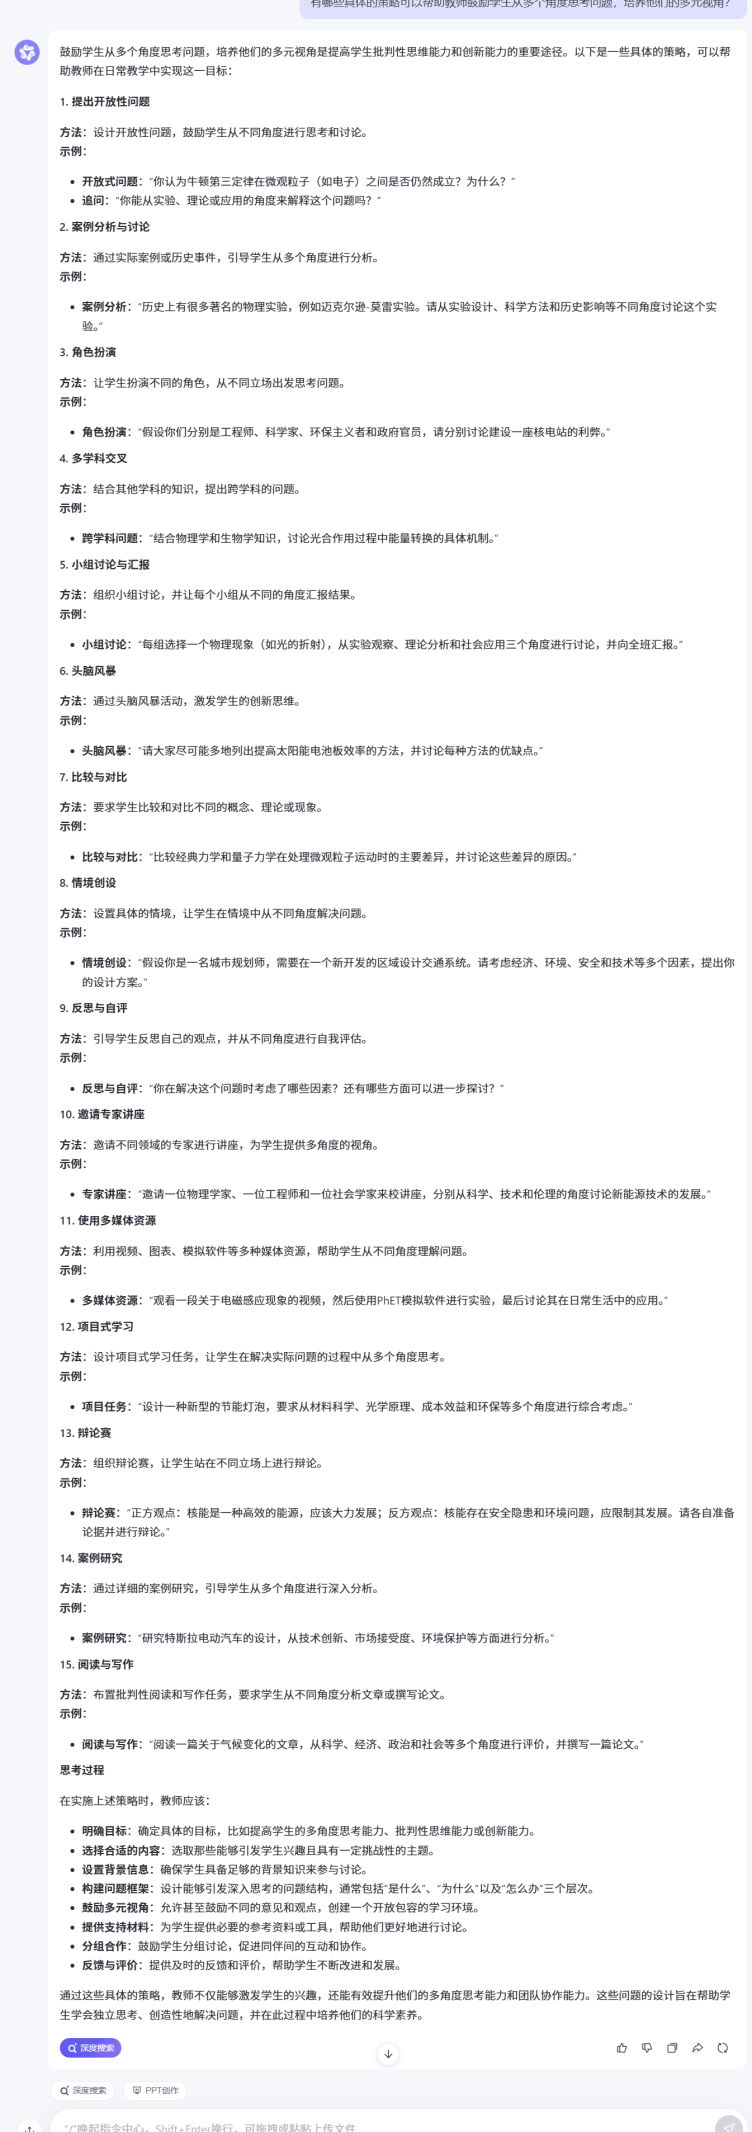 有哪些具体的策略可以帮助教师鼓励学生从多个角度思考问题，培养他们的多元视角？
鼓励学生从多个角度思考问题，培养他们的多元视角是提高学生批判性思维能力和创新能力的重要途径。以下是一些具体的策略，可以帮
助教师在日常教学中实现这一目标：
1. 提出开放性问题
方法：设计开放性问题，鼓励学生从不同角度进行思考和讨论。
示例：
• 开放式问题：“你认为牛顿第三定律在微观粒子（如电子）之间是否仍然成立？为什么？”
• 追问：“你能从实验、理论或应用的角度来解释这个问题吗？”
2. 案例分析与讨论
方法：通过实际案例或历史事件，引导学生从多个角度进行分析。
示例：
• 案例分析：“历史上有很多著名的物理实验，例如迈克尔逊-莫雷实验。请从实验设计、科学方法和历史影响等不同角度讨论这个实
验。”
3. 角色扮演
方法：让学生扮演不同的角色，从不同立场出发思考问题。
示例：
• 角色扮演：“假设你们分别是工程师、科学家、环保主义者和政府官员，请分别讨论建设一座核电站的利弊。”
4. 多学科交叉
方法：结合其他学科的知识，提出跨学科的问题。
示例：
• 跨学科问题：“结合物理学和生物学知识，讨论光合作用过程中能量转换的具体机制。”
5. 小组讨论与汇报
方法：组织小组讨论，并让每个小组从不同的角度汇报结果。
示例：
• 小组讨论：“每组选择一个物理现象（如光的折射），从实验观察、理论分析和社会应用三个角度进行讨论，并向全班汇报。”
6. 头脑风暴
方法：通过头脑风暴活动，激发学生的创新思维。
示例：
• 头脑风暴：“请大家尽可能多地列出提高太阳能电池板效率的方法，并讨论每种方法的优缺点。”
7. 比较与对比
方法：要求学生比较和对比不同的概念、理论或现象。
示例：
• 比较与对比：“比较经典力学和量子力学在处理微观粒子运动时的主要差异，并讨论这些差异的原因。”
8. 情境创设
方法：设置具体的情境，让学生在情境中从不同角度解决问题。
示例：
• 情境创设：“假设你是一名城市规划师，需要在一个新开发的区域设计交通系统。请考虑经济、环境、安全和技术等多个因素，提出你
的设计方案。”
9. 反思与自评
方法：引导学生反思自己的观点，并从不同角度进行自我评估。
示例：
• 反思与自评：“你在解决这个问题时考虑了哪些因素？还有哪些方面可以进一步探讨？”
10. 邀请专家讲座
方法：邀请不同领域的专家进行讲座，为学生提供多角度的视角。
示例：
• 专家讲座：“邀请一位物理学家、一位工程师和一位社会学家来校讲座，分别从科学、技术和伦理的角度讨论新能源技术的发展。”
11. 使用多媒体资源
方法：利用视频、图表、模拟软件等多种媒体资源，帮助学生从不同角度理解问题。
示例：
• 多媒体资源：“观看一段关于电磁感应现象的视频，然后使用PhET模拟软件进行实验，最后讨论其在日常生活中的应用。”
12. 项目式学习
方法：设计项目式学习任务，让学生在解决实际问题的过程中从多个角度思考。
示例：
• 项目任务：“设计一种新型的节能灯泡，要求从材料科学、光学原理、成本效益和环保等多个角度进行综合考虑。”
13. 辩论赛
方法：组织辩论赛，让学生站在不同立场上进行辩论。
示例：
• 辩论赛：“正方观点：核能是一种高效的能源，应该大力发展；反方观点：核能存在安全隐患和环境问题，应限制其发展。请各自准备
论据并进行辩论。”
14. 案例研究
方法：通过详细的案例研究，引导学生从多个角度进行深入分析。
示例：
• 案例研究：“研究特斯拉电动汽车的设计，从技术创新、市场接受度、环境保护等方面进行分析。”
15. 阅读与写作
方法：布置批判性阅读和写作任务，要求学生从不同角度分析文章或撰写论文。
示例：
• 阅读与写作：“阅读一篇关于气候变化的文章，从科学、经济、政治和社会等多个角度进行评价，并撰写一篇论文。”
思考过程
在实施上述策略时，教师应该：
• 明确目标：确定具体的目标，比如提高学生的多角度思考能力、批判性思维能力或创新能力。
• 选择合适的内容：选取那些能够引发学生兴趣且具有一定挑战性的主题。
• 设置背景信息：确保学生具备足够的背景知识来参与讨论。
• 构建问题框架：设计能够引发深入思考的问题结构，通常包括“是什么”、“为什么”以及“怎么办”三个层次。
• 鼓励多元视角：允许甚至鼓励不同的意见和观点，创建一个开放包容的学习环境。
• 提供支持材料：为学生提供必要的参考资料或工具，帮助他们更好地进行讨论。
• 分组合作：鼓励学生分组讨论，促进同伴间的互动和协作。
• 反馈与评价：提供及时的反馈和评价，帮助学生不断改进和发展。
通过这些具体的策略，教师不仅能够激发学生的兴趣，还能有效提升他们的多角度思考能力和团队协作能力。这些问题的设计旨在帮助学
生学会独立思考、创造性地解决问题，并在此过程中培养他们的科学素养。
深度搜索
深度搜索 PPT创作
“/”唤起指令中心，Shift+Enter换行，可拖拽或粘贴上传文件